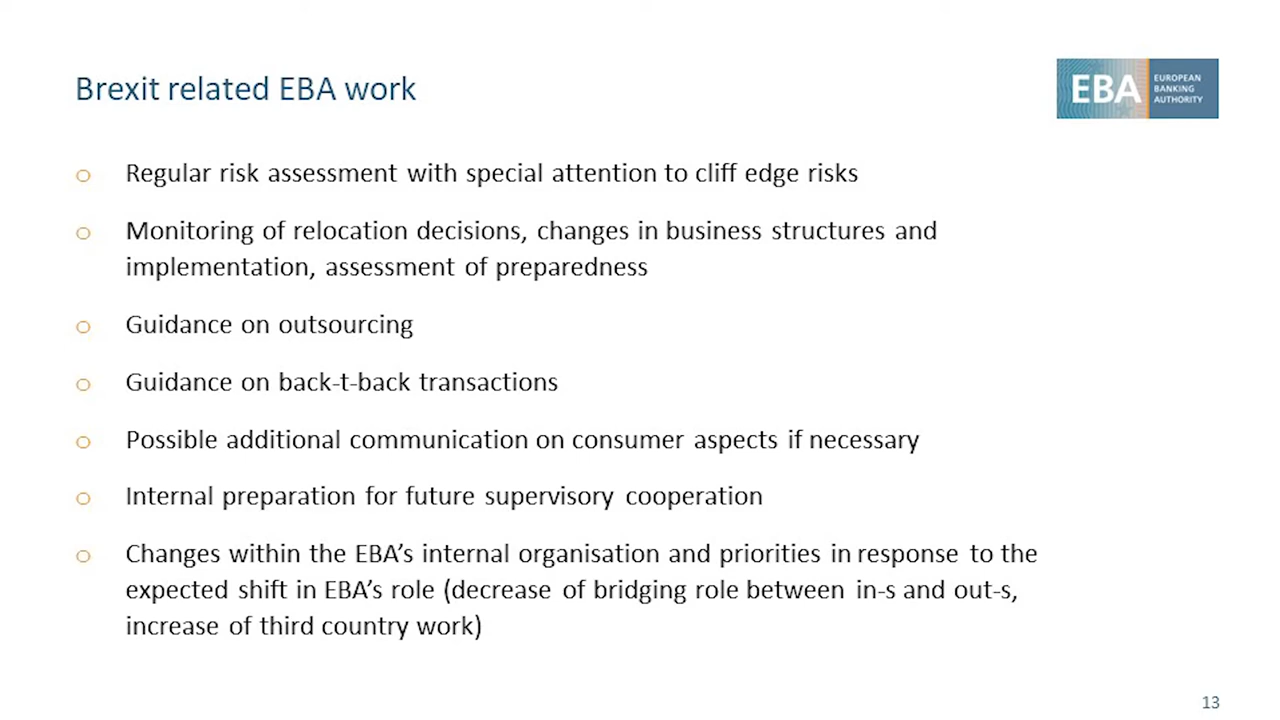 Brexit related EBA work
EBA
EUROPEAN
BANKING
AUTHORITY
o Regular risk assessment with special attention to cliff edge risks
o Monitoring of relocation decisions, changes in business structures and
implementation, assessment of preparedness
o Guidance on outsourcing
o Guidance on back-t-back transactions
o Possible additional communication on consumer aspects if necessary
o Internal preparation for future supervisory cooperation
o Changes within the EBA’s internal organisation and priorities in response to the
expected shift in EBA’s role (decrease of bridging role between in-s and out-s,
increase of third country work)
13